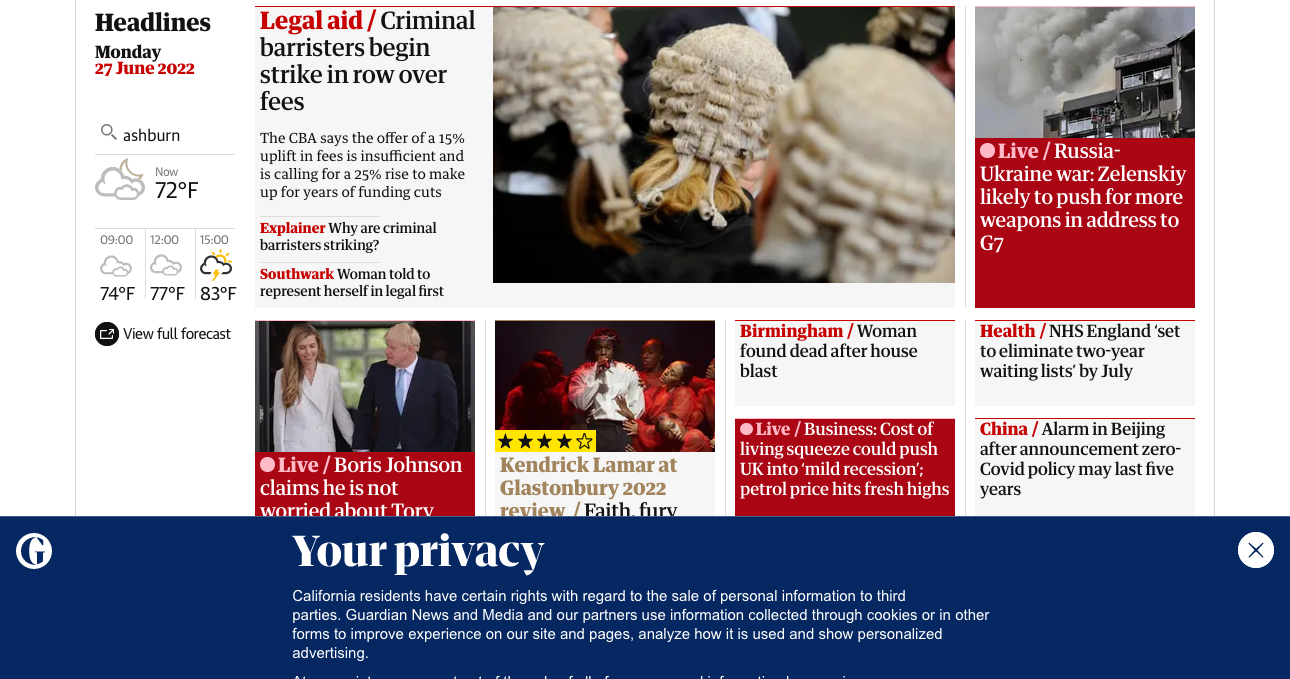 Headlines
Monday
27 June 2022
ashburn
Now
72°F
09:00
12:00
15:00
74°F
77°F
83°F
View full forecast
Legal aid / Criminal
barristers begin
strike in row over
fees
The CBA says the offer of a 15%
uplift in fees is insufficient and
is calling for a 25% rise to make
up for years of funding cuts
Explainer Why are criminal
barristers striking?
Southwark Woman told to
represent herself in legal first
Live / Russia-
Ukraine war: Zelenskiy
likely to push for more
weapons in address to
G7
Live / Boris Johnson
claims he is not
worried about Tory
Kendrick Lamar at
Glastonbury 2022
review / Faith, fury
Birmingham / Woman
found dead after house
blast
Live / Business: Cost of
living squeeze could push
UK into ‘mild recession’;
petrol price hits fresh highs
Health / NHS England ‘set
to eliminate two-year
waiting lists’ by July
China / Alarm in Beijing
after announcement zero-
Covid policy may last five
years
Your privacy
California residents have certain rights with regard to the sale of personal information to third
parties. Guardian News and Media and our partners use information collected through cookies or in other
forms to improve experience on our site and pages, analyze how it is used and show personalized
advertising.